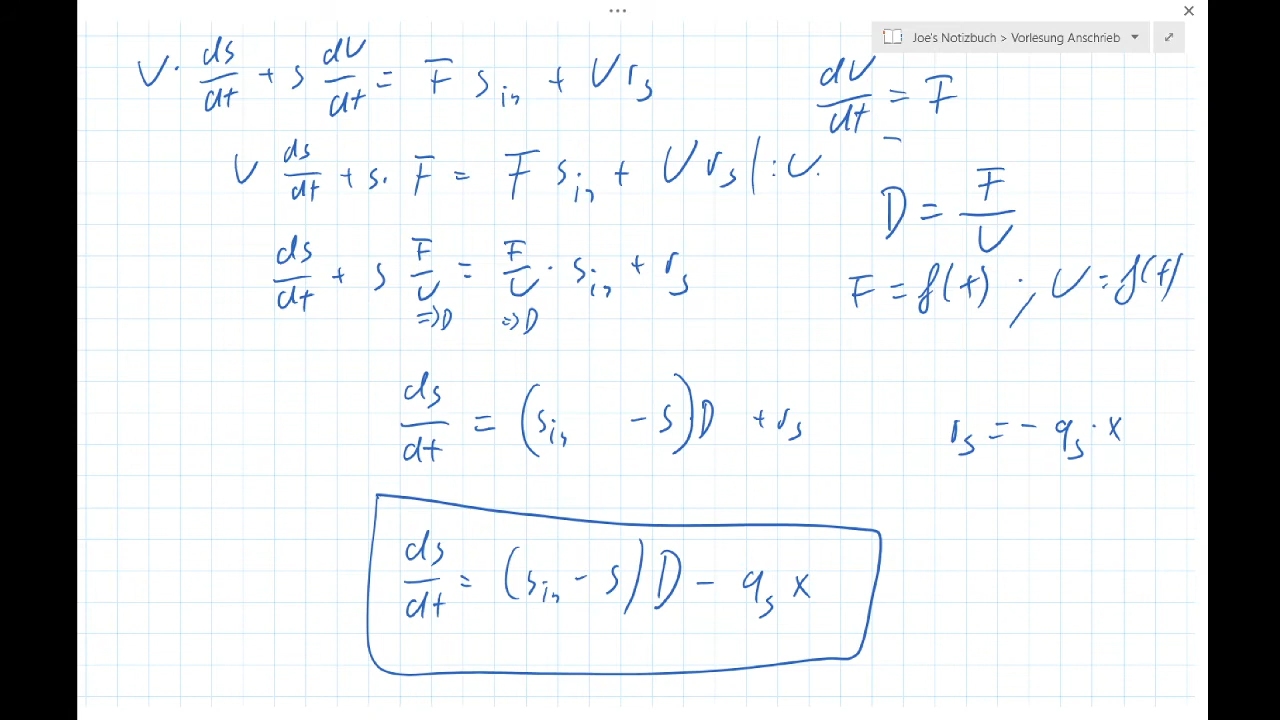 Joe's Notizbuch > Vorlesung Anschrieb
V · ds/dt + s dV/dt = F s_in + V r_s
dV/dt = F
V ds/dt + s · F = F s_in + V r_s | : V.
D = F/V
ds/dt + s F/V = F/V · s_in + r_s
F = f(t) ; V = f(t)
=> D => D
ds/dt = (s_in - s) D + r_s
r_s = - q_s · x
ds/dt = (s_in - s) D - q_s x